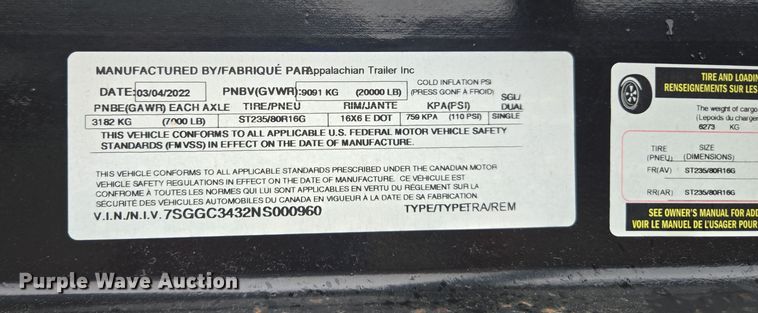 MANUFACTURED BY/FABRIQUÉ PAR Appalachian Trailer Inc
DATE: 03/04/2022 PNBV(GVWR): 9091 KG (20000 LB) COLD INFLATION PSI (PRESS GONF À FROID) SGL/ DUAL
PNBE(GAWR) EACH AXLE TIRE/PNEU RIM/JANTE KPA(PSI)
3182 KG (7000 LB) ST235/80R16G 16X6 E DOT 759 KPA (110 PSI) SINGLE
THIS VEHICLE CONFORMS TO ALL APPLICABLE U.S. FEDERAL MOTOR VEHICLE SAFETY
STANDARDS (FMVSS) IN EFFECT ON THE DATE OF MANUFACTURE.
THIS VEHICLE CONFORMS TO ALL APPLICABLE STANDARDS PRESCRIBED UNDER THE CANADIAN MOTOR
VEHICLE SAFETY REGULATIONS IN EFFECT ON THE DATE OF MANUFACTURE. CE VÉHICULE EST
CONFROME À TOUTES LES NORMES QUI LUI SONT APPLICABLES EN VERTU DU RÉGLEMENT SUR LA
SÉCURITÉ DES VÉHICULES AUTOMOBILES DU CANADA EN VIGUEUR A LA DATE DE SA FABRICATION.
V.I.N./N.I.V. 7SGGC3432NS000960 TYPE/TYPE TRA/REM
TIRE AND LOADIN
RENSEIGNEMENTS SUR LES
The weight of cargo
(Lepoids du charger
6273 KG
TIRE SIZE
(PNEU) (DIMENSIONS)
FR(AV) ST235/80R16G
RR(AR) ST235/80R16G
SEE OWNER'S MANUAL FOR ADD
VOIR LE MANUEL DE L'USAGER POUR
Purple Wave Auction